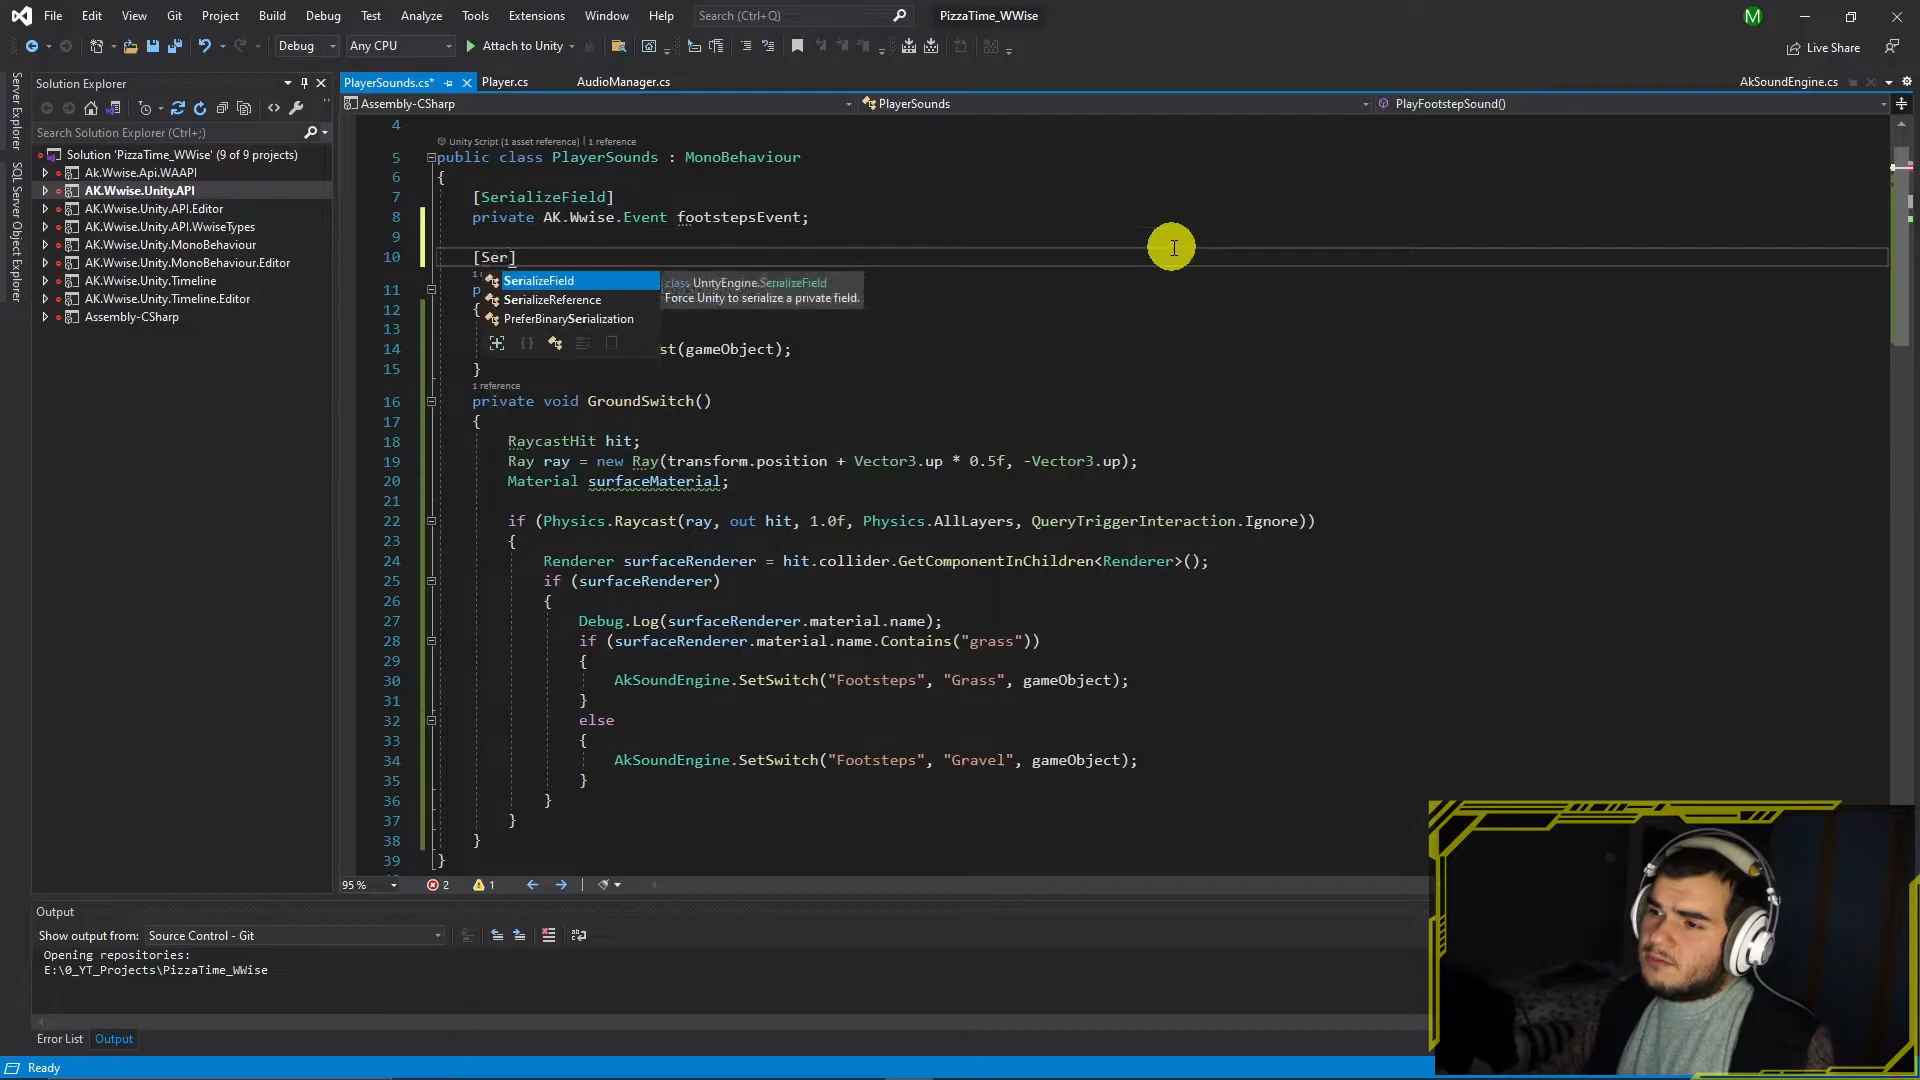 File Edit View Git Project Build Debug Test Analyze Tools Extensions Window Help Search (Ctrl+Q) PizzaTime_WWise M
Debug Any CPU Attach to Unity Live Share
Server Explorer
SQL Server Object Explorer
Solution Explorer
Search Solution Explorer (Ctrl+;)
Solution 'PizzaTime_WWise' (9 of 9 projects)
Ak.Wwise.Api.WAAPI
AK.Wwise.Unity.API
AK.Wwise.Unity.API.Editor
AK.Wwise.Unity.API.WwiseTypes
AK.Wwise.Unity.MonoBehaviour
AK.Wwise.Unity.MonoBehaviour.Editor
AK.Wwise.Unity.Timeline
AK.Wwise.Unity.Timeline.Editor
Assembly-CSharp
PlayerSounds.cs* Player.cs AudioManager.cs AkSoundEngine.cs
Assembly-CSharp PlayerSounds PlayFootstepSound()
4
Unity Script (1 asset reference) | 1 reference
5 public class PlayerSounds : MonoBehaviour
6 {
7 [SerializeField]
8 private AK.Wwise.Event footstepsEvent;
9
10 [Ser]
SerializeField
SerializeReference
PreferBinarySerialization
class UnityEngine.SerializeField
Force Unity to serialize a private field.
11 p
12 {
13
14 st(gameObject);
15 }
1 reference
16 private void GroundSwitch()
17 {
18 RaycastHit hit;
19 Ray ray = new Ray(transform.position + Vector3.up * 0.5f, -Vector3.up);
20 Material surfaceMaterial;
21
22 if (Physics.Raycast(ray, out hit, 1.0f, Physics.AllLayers, QueryTriggerInteraction.Ignore))
23 {
24 Renderer surfaceRenderer = hit.collider.GetComponentInChildren<Renderer>();
25 if (surfaceRenderer)
26 {
27 Debug.Log(surfaceRenderer.material.name);
28 if (surfaceRenderer.material.name.Contains("grass"))
29 {
30 AkSoundEngine.SetSwitch("Footsteps", "Grass", gameObject);
31 }
32 else
33 {
34 AkSoundEngine.SetSwitch("Footsteps", "Gravel", gameObject);
35 }
36 }
37 }
38 }
39 }
95 % 2 1
Output
Show output from: Source Control - Git
Opening repositories:
E:\0_YT_Projects\PizzaTime_WWise
Error List Output
Ready